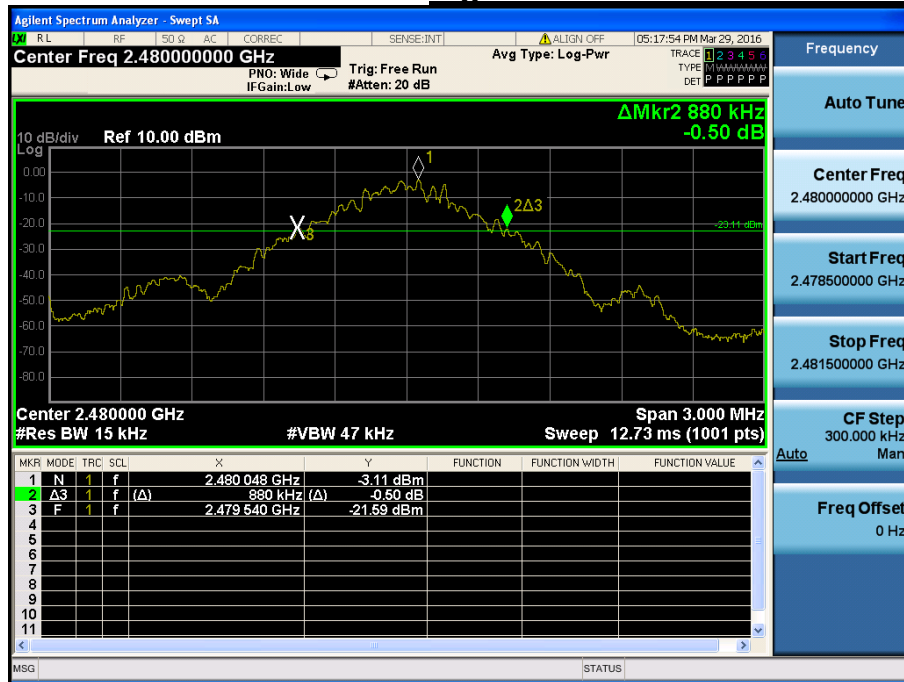 Agilent Spectrum Analyzer - Swept SA
LXI RL RF 50 Ω AC CORREC SENSE:INT ALIGN OFF 05:17:54 PM Mar 29, 2016
Center Freq 2.480000000 GHz
PNO: Wide
IFGain:Low
Trig: Free Run
#Atten: 20 dB
Avg Type: Log-Pwr
TRACE 1 2 3 4 5 6
TYPE M W W W W W
DET P P P P P P
ΔMkr2 880 kHz
-0.50 dB
10 dB/div Ref 10.00 dBm
Log
0.00
-10.0
-20.0
-30.0
-40.0
-50.0
-60.0
-70.0
-80.0
1
2Δ3
3
-23.11 dBm
Center 2.480000 GHz Span 3.000 MHz
#Res BW 15 kHz #VBW 47 kHz Sweep 12.73 ms (1001 pts)
MKR MODE TRC SCL X Y FUNCTION FUNCTION WIDTH FUNCTION VALUE
1 N 1 f 2.480 048 GHz -3.11 dBm
2 Δ3 1 f (Δ) 880 kHz (Δ) -0.50 dB
3 F 1 f 2.479 540 GHz -21.59 dBm
4
5
6
7
8
9
10
11
MSG STATUS
Frequency
Auto Tune
Center Freq
2.480000000 GHz
Start Freq
2.478500000 GHz
Stop Freq
2.481500000 GHz
CF Step
300.000 kHz
Auto Man
Freq Offset
0 Hz